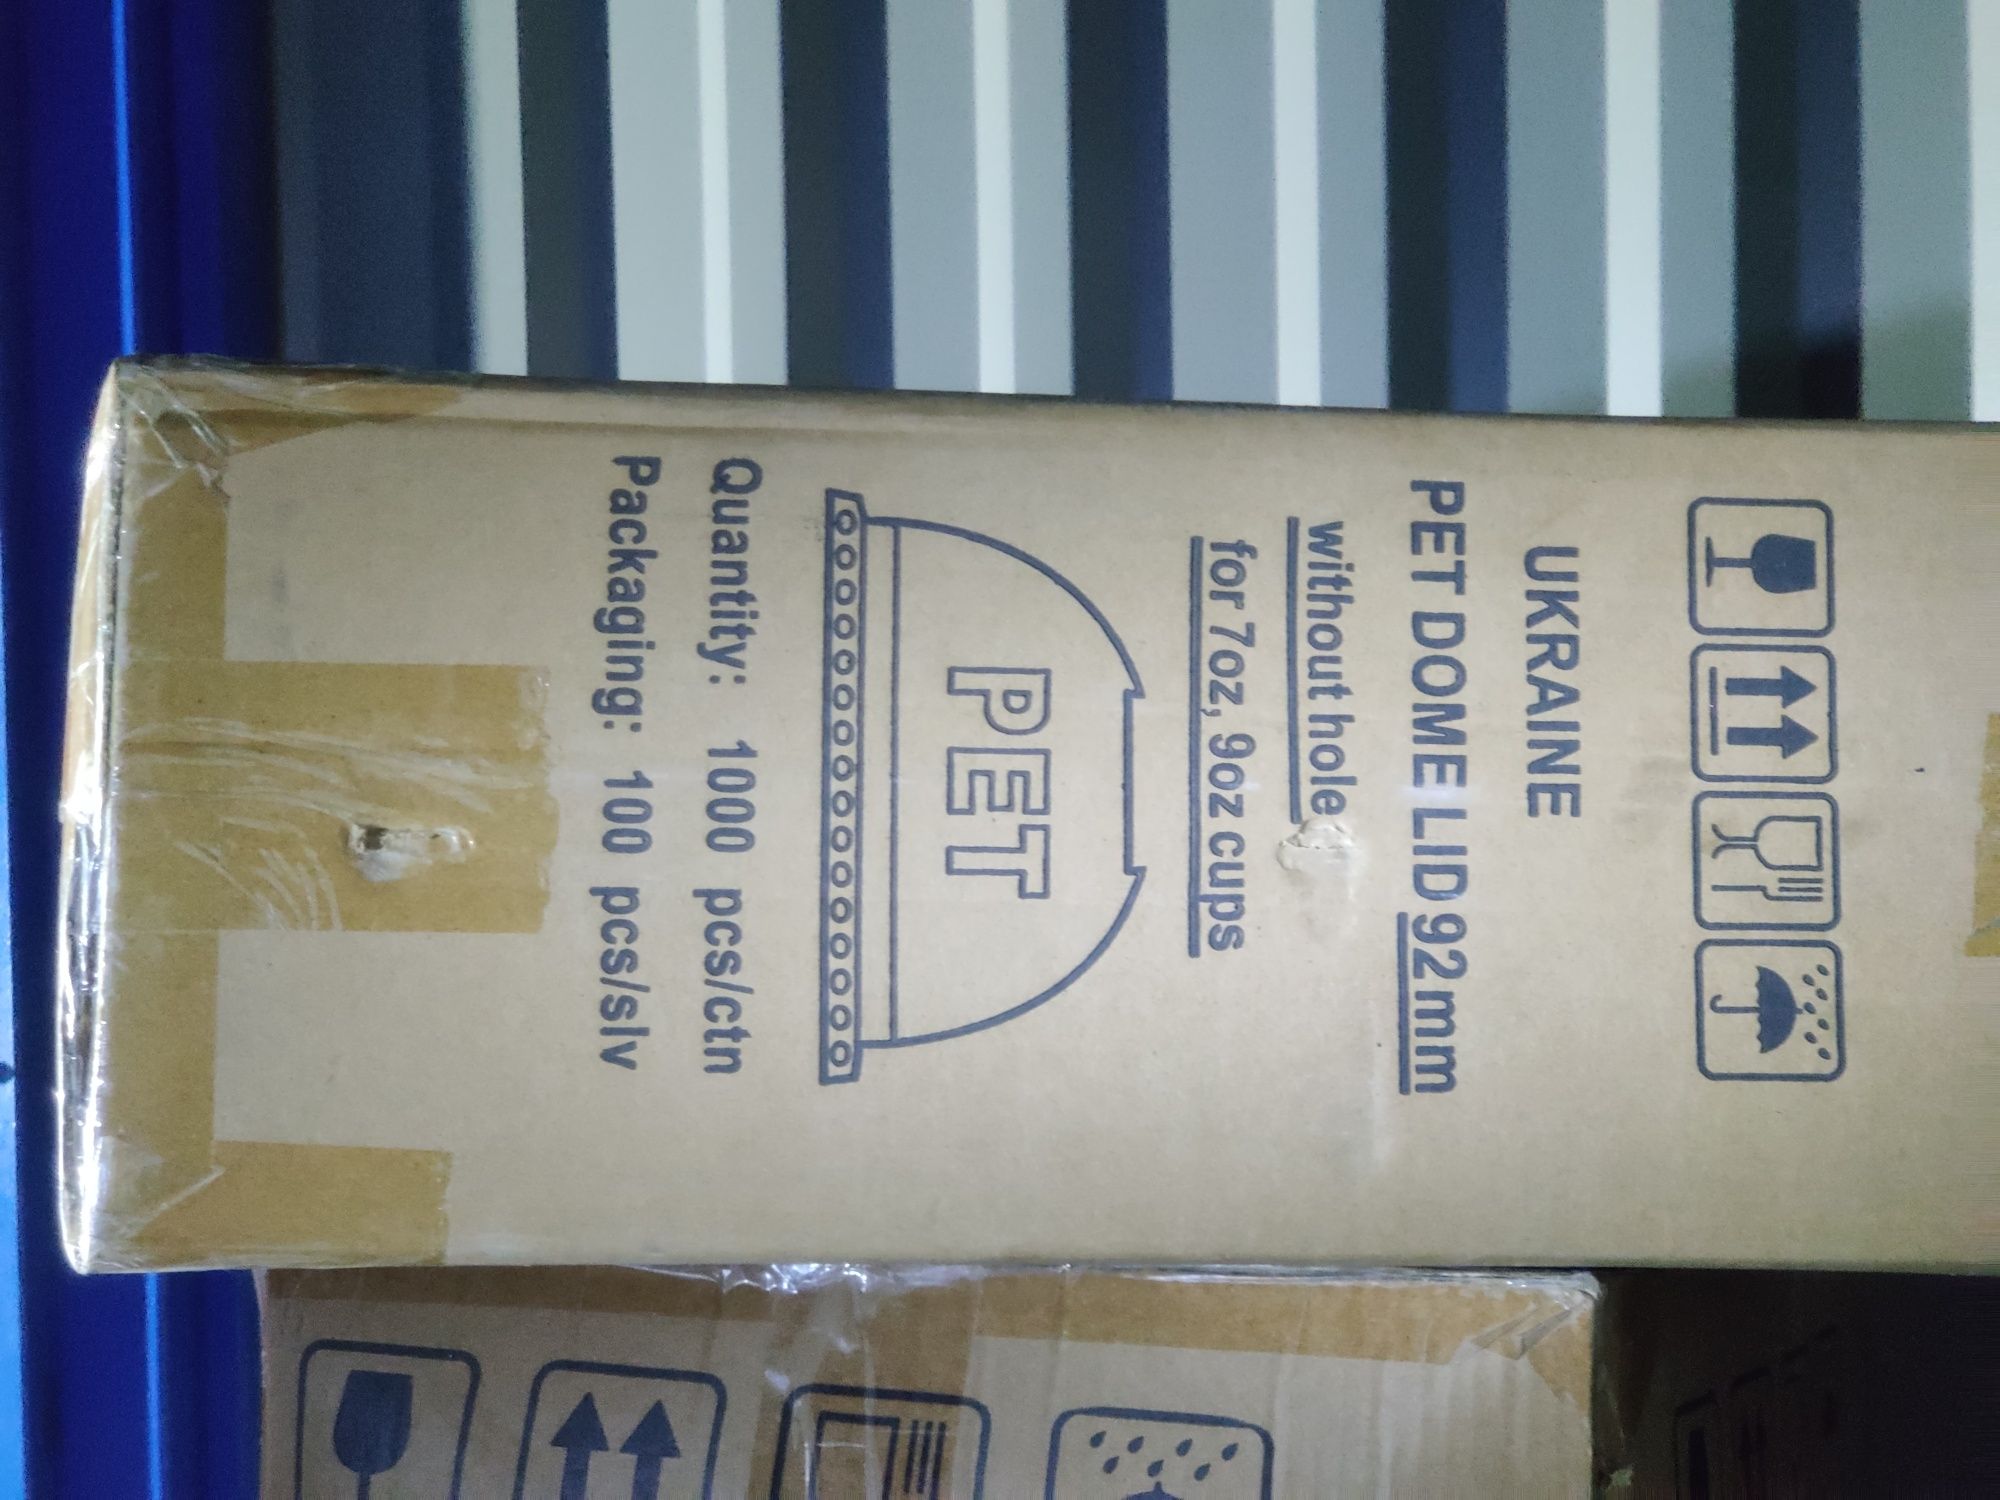 UKRAINE
PET DOME LID 92mm
without hole
for 7oz, 9oz cups
PET
Quantity: 1000 pcs/ctn
Packaging: 100 pcs/slv